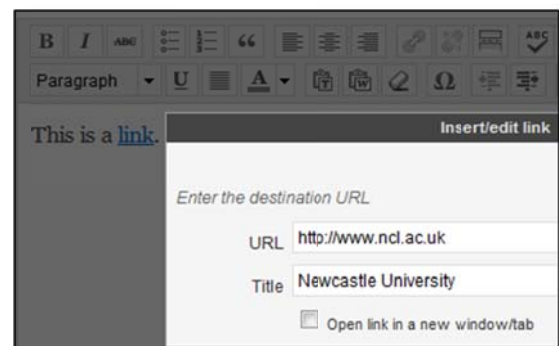 B I ABC “ ABC
Paragraph U A T W Ω
This is a link.
Insert/edit link
Enter the destination URL
URL http://www.ncl.ac.uk
Title Newcastle University
Open link in a new window/tab